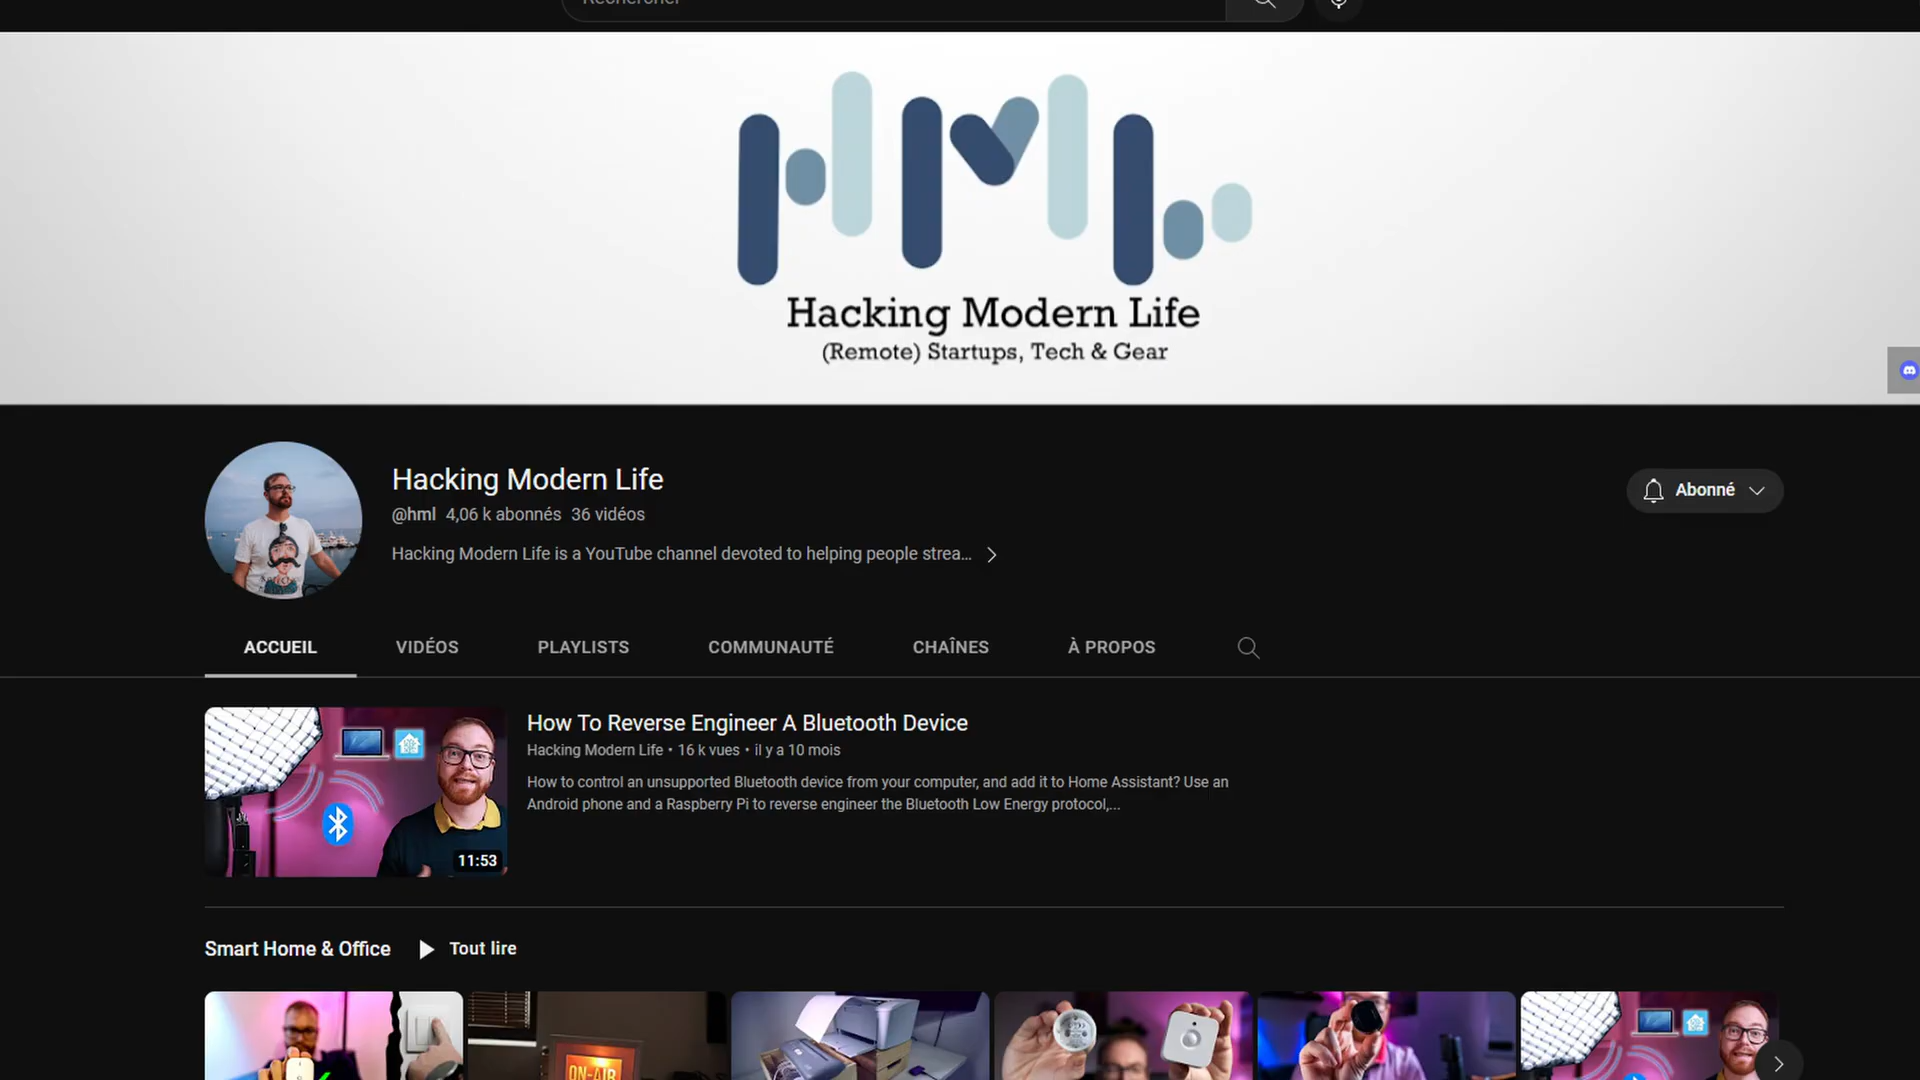 Rechercher
Hacking Modern Life
(Remote) Startups, Tech & Gear
Hacking Modern Life
@hml 4,06 k abonnés 36 vidéos
Hacking Modern Life is a YouTube channel devoted to helping people strea...
Abonné
ACCUEIL
VIDÉOS
PLAYLISTS
COMMUNAUTÉ
CHAÎNES
À PROPOS
11:53
How To Reverse Engineer A Bluetooth Device
Hacking Modern Life • 16 k vues • il y a 10 mois
How to control an unsupported Bluetooth device from your computer, and add it to Home Assistant? Use an
Android phone and a Raspberry Pi to reverse engineer the Bluetooth Low Energy protocol,...
Smart Home & Office
Tout lire
ON-AIR